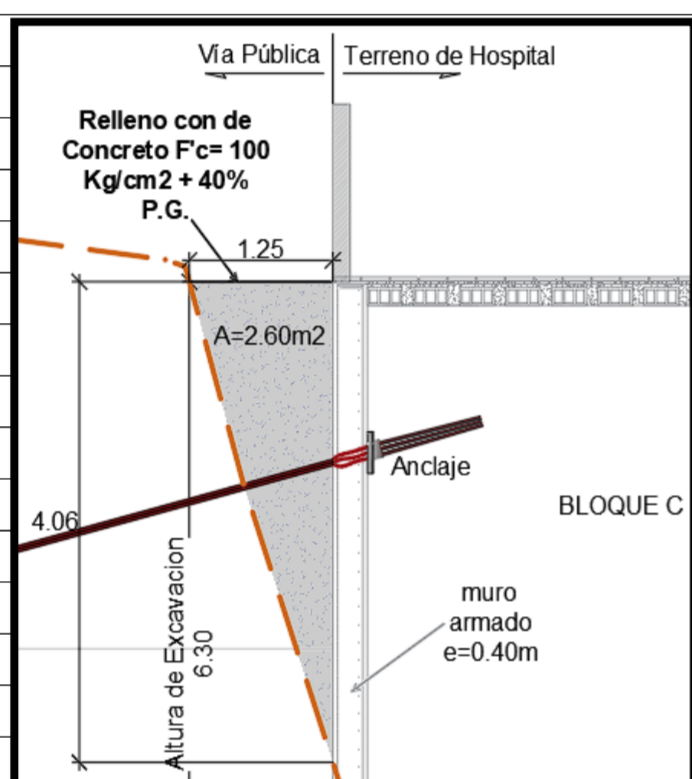 Vía Pública
Terreno de Hospital
Relleno con de
Concreto F'c= 100
Kg/cm2 + 40%
P.G.
1.25
A=2.60m2
Anclaje
4.06
BLOQUE C
Altura de Excavacion
6.30
muro
armado
e=0.40m